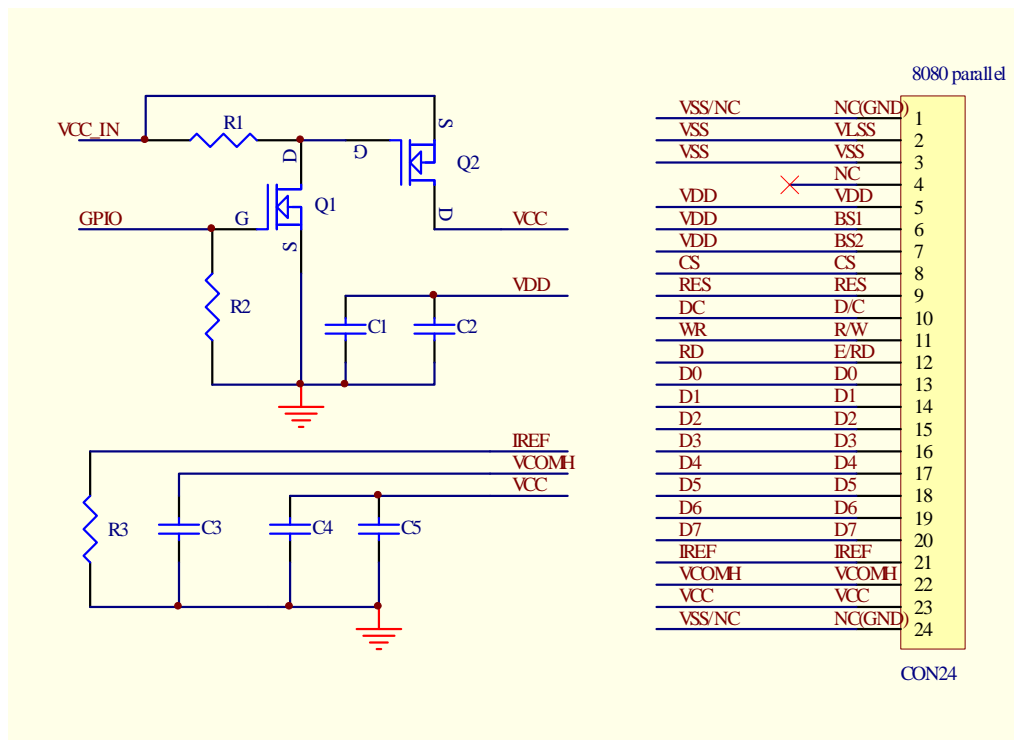 8080 parallel
VCC_IN
R1
D
G
S
Q2
D
VCC
GPIO
G
Q1
S
R2
VDD
C1
C2
IREF
VCOMH
VCC
R3
C3
C4
C5
VSS/NC NC(GND) 1
VSS VLSS 2
VSS VSS 3
NC 4
VDD VDD 5
VDD BS1 6
VDD BS2 7
CS CS 8
RES RES 9
DC D/C 10
WR R/W 11
RD E/RD 12
D0 D0 13
D1 D1 14
D2 D2 15
D3 D3 16
D4 D4 17
D5 D5 18
D6 D6 19
D7 D7 20
IREF IREF 21
VCOMH VCOMH 22
VCC VCC 23
VSS/NC NC(GND) 24
CON24